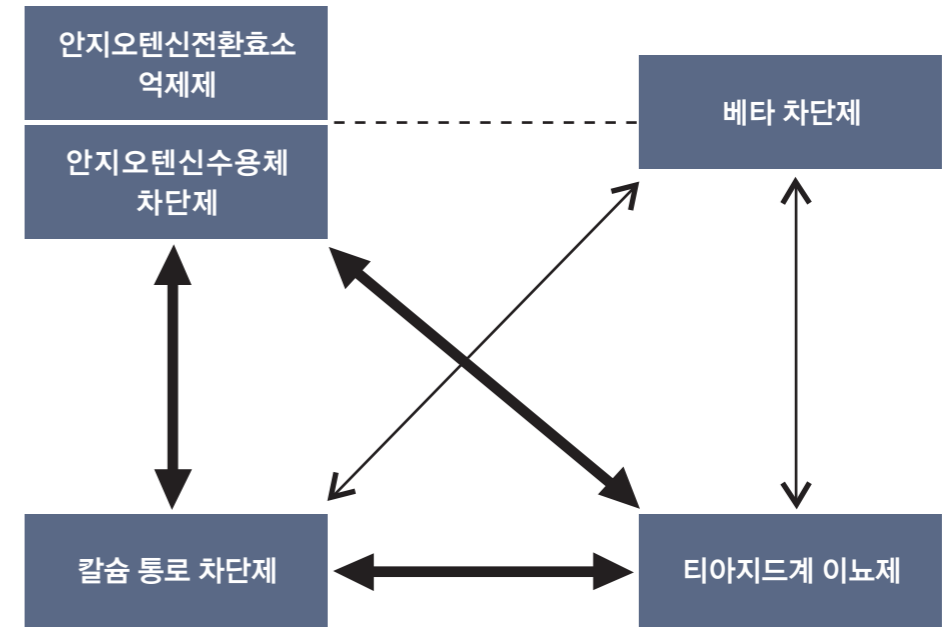 안지오텐신전환효소
억제제
안지오텐신수용체
차단제
베타 차단제
칼슘 통로 차단제
티아지드계 이뇨제